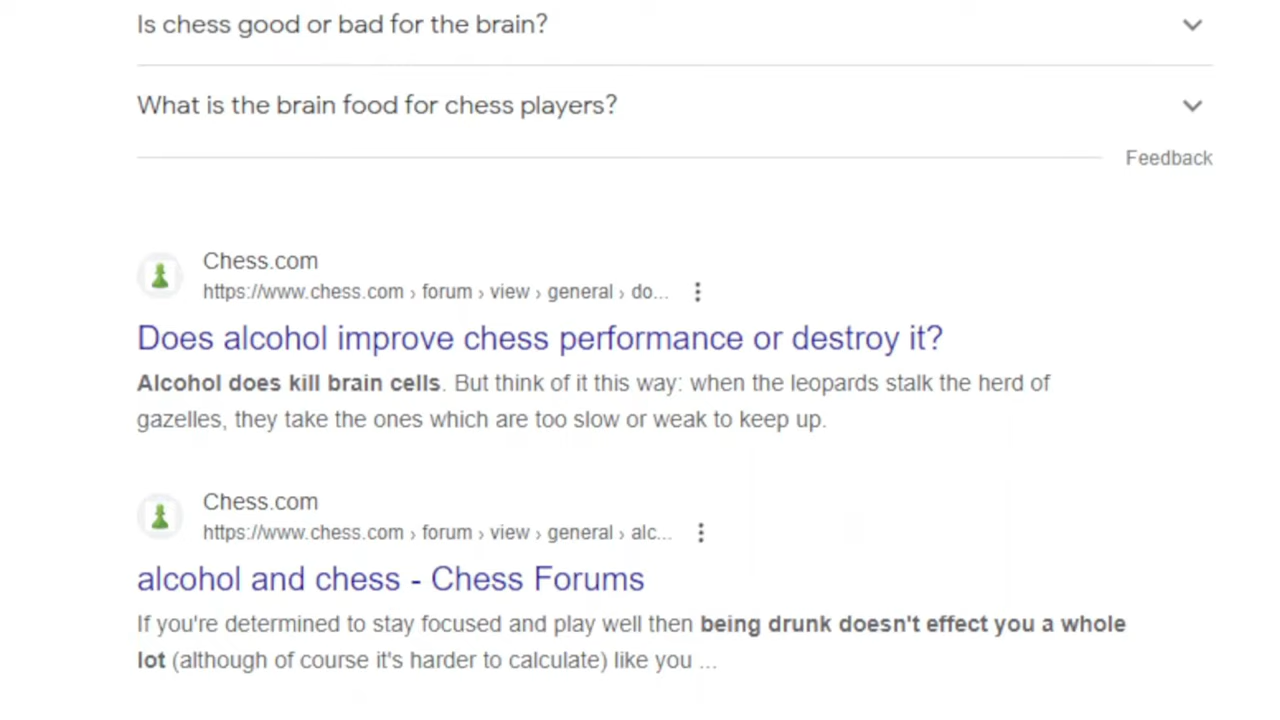 Is chess good or bad for the brain?
What is the brain food for chess players?
Feedback
Chess.com
https://www.chess.com › forum › view › general › do...
Does alcohol improve chess performance or destroy it?
Alcohol does kill brain cells. But think of it this way: when the leopards stalk the herd of
gazelles, they take the ones which are too slow or weak to keep up.
Chess.com
https://www.chess.com › forum › view › general › alc...
alcohol and chess - Chess Forums
If you're determined to stay focused and play well then being drunk doesn't effect you a whole
lot (although of course it's harder to calculate) like you ...